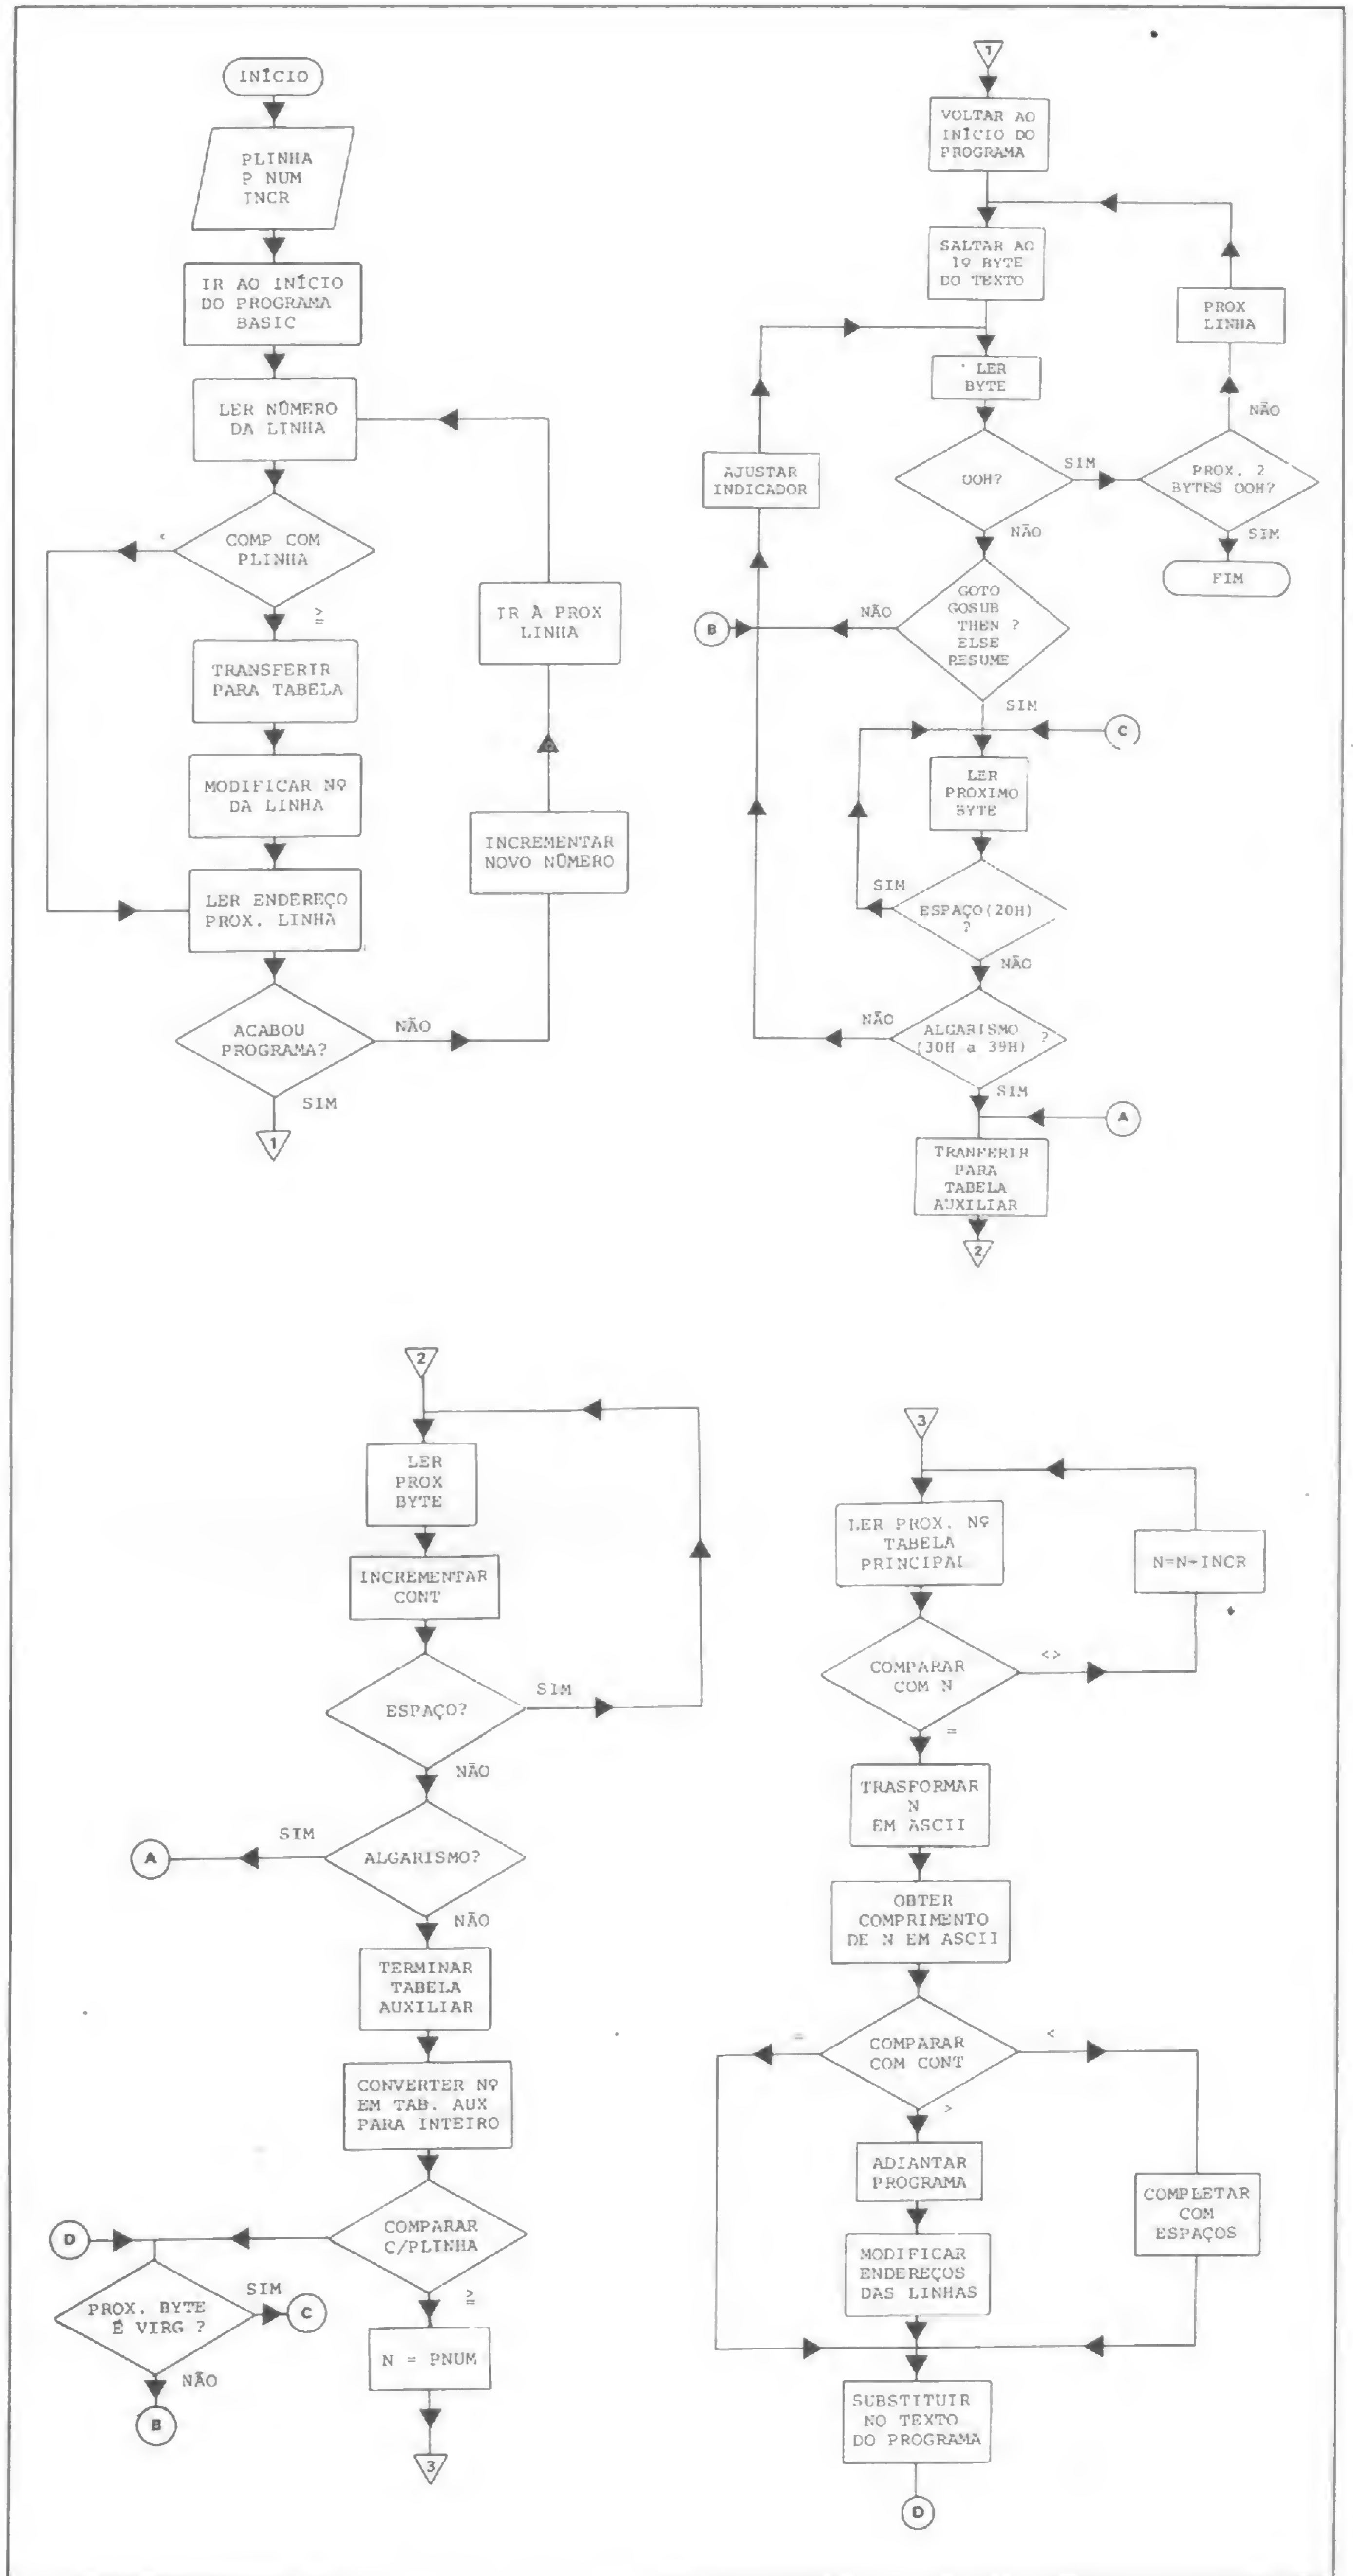 INÍCIO
PLINHA
P NUM
INCR
IR AO INÍCIO
DO PROGRAMA
BASIC
LER NÚMERO
DA LINHA
COMP COM
PLINHA
<
≥
TRANSFERIR
PARA TABELA
MODIFICAR Nº
DA LINHA
LER ENDEREÇO
PROX. LINHA
ACABOU
PROGRAMA?
NÃO
SIM
1
INCREMENTAR
NOVO NÚMERO
IR À PROX
LINHA
1
VOLTAR AO
INÍCIO DO
PROGRAMA
SALTAR AO
1º BYTE
DO TEXTO
LER
BYTE
OOH?
SIM
NÃO
PROX. 2
BYTES OOH?
NÃO
SIM
PROX
LINHA
FIM
AJUSTAR
INDICADOR
GOTO
GOSUB
THEN ?
ELSE
RESUME
NÃO
B
SIM
C
LER
PROXIMO
BYTE
SIM
ESPAÇO(20H)
?
NÃO
NÃO
ALGARISMO
(30H a 39H) ?
SIM
A
TRANFERIR
PARA
TABELA
AUXILIAR
2
2
LER
PROX
BYTE
INCREMENTAR
CONT
ESPAÇO?
SIM
NÃO
SIM
A
ALGARISMO?
NÃO
TERMINAR
TABELA
AUXILIAR
CONVERTER Nº
EM TAB. AUX
PARA INTEIRO
COMPARAR
C/PLINHA
≥
D
PROX. BYTE
É VIRG ?
SIM
C
NÃO
B
N = PNUM
3
3
LER PROX. Nº
TABELA
PRINCIPAL
N=N+INCR
COMPARAR
COM N
<>
=
TRASFORMAR
N
EM ASCII
OBTER
COMPRIMENTO
DE N EM ASCII
COMPARAR
COM CONT
=
<
>
ADIANTAR
PROGRAMA
COMPLETAR
COM
ESPAÇOS
MODIFICAR
ENDEREÇOS
DAS LINHAS
SUBSTITUIR
NO TEXTO
DO PROGRAMA
D